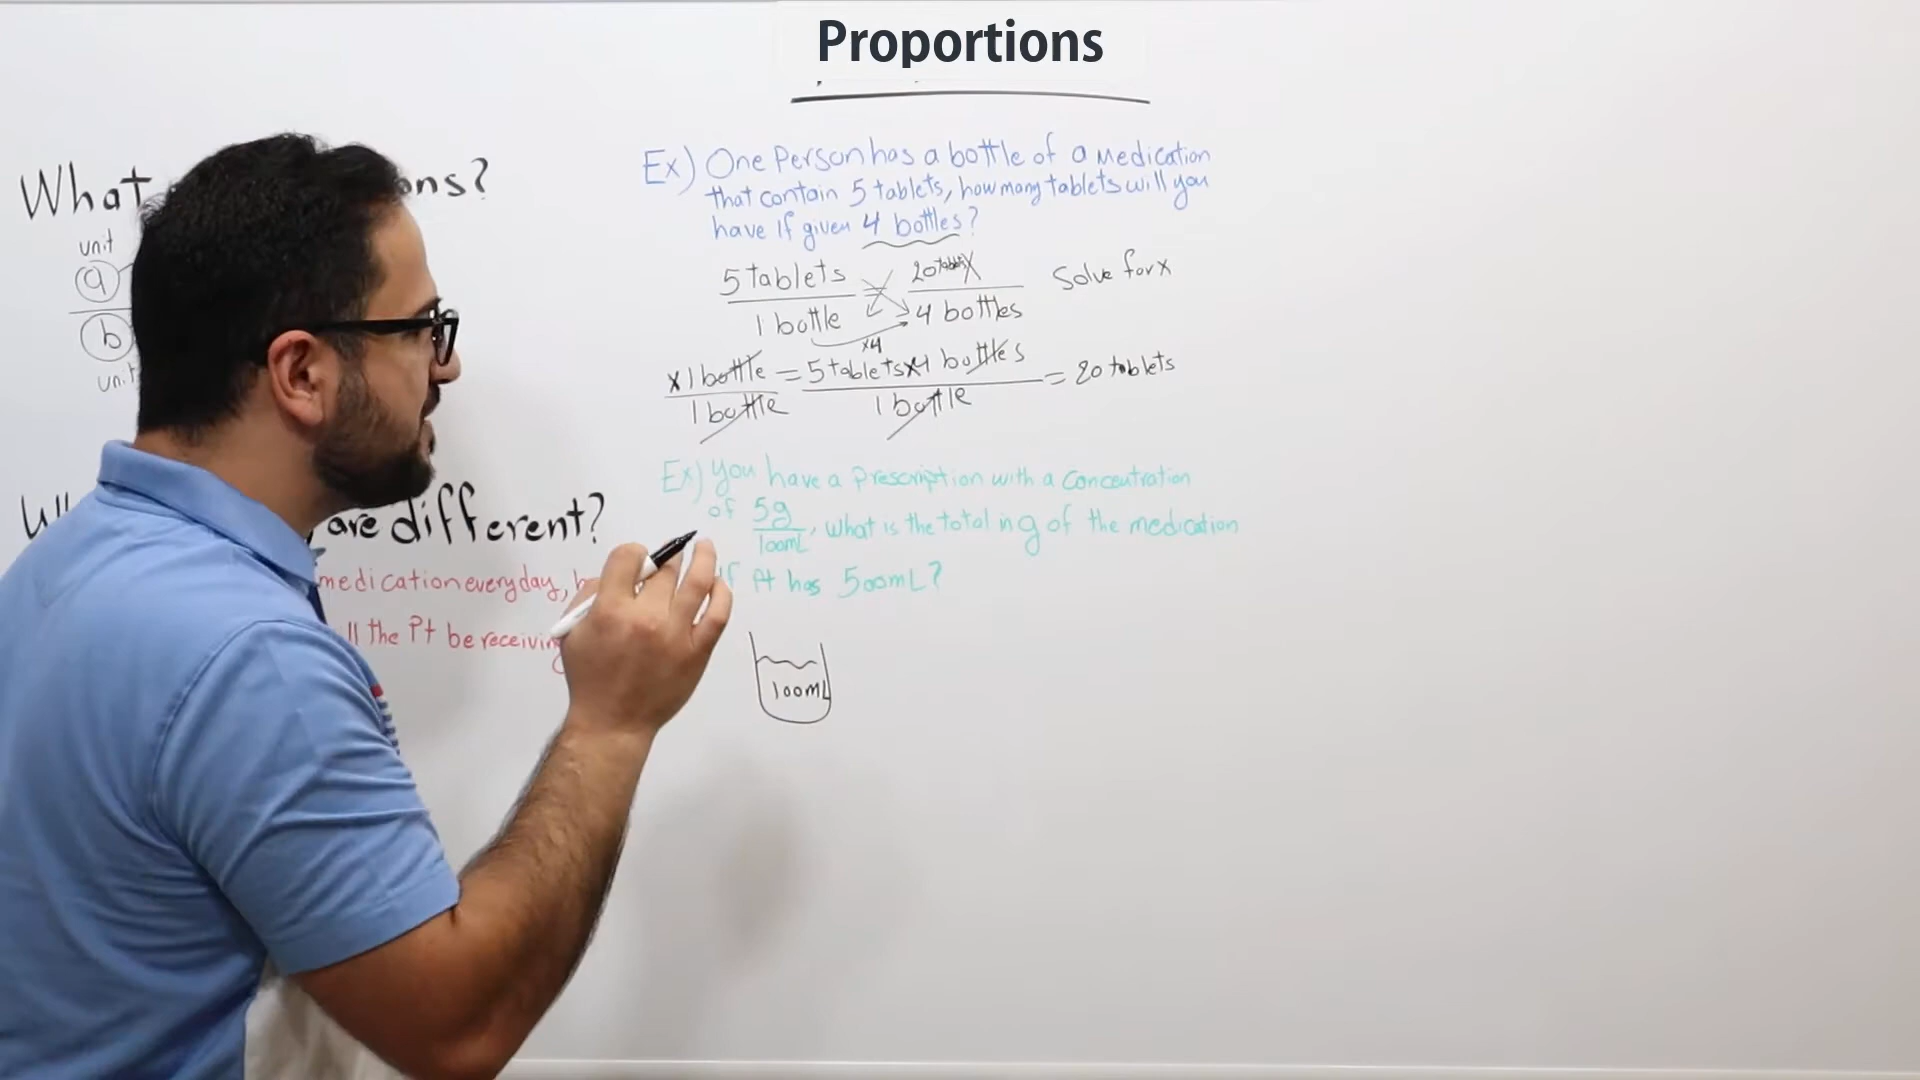 Proportions
What ons?
unit
a
b
unit
are different?
medication everyday,
ll the Pt be receiving
Ex) One Person has a bottle of a Medication
that contain 5 tablets, how many tablets will you
have If given 4 bottles?
5 tablets = 20 tablets X Solve for x
1 bottle 4 bottles
x4
x 1 bottle = 5 tablets x 4 bottles = 20 tablets
1 bottle 1 bottle
Ex) you have a Prescription with a Concentration
of 5g/100mL, what is the total in g of the medication
if Pt has 500mL?
100mL